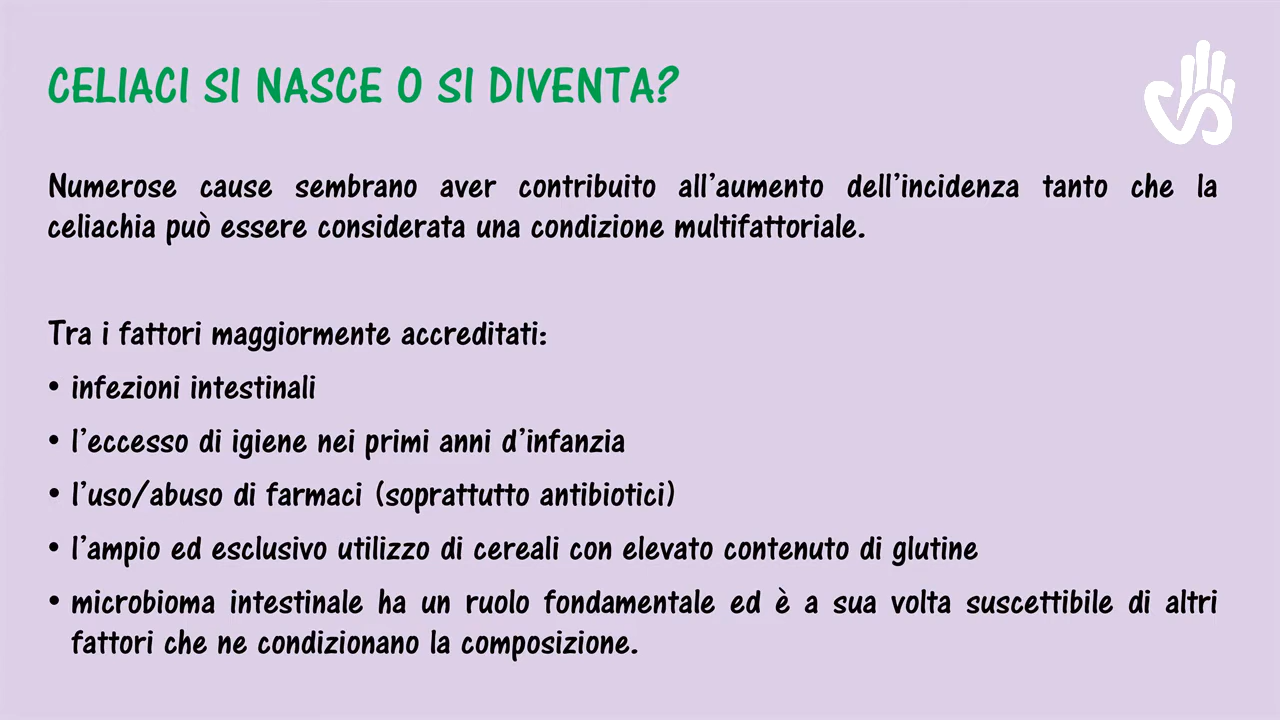 CELIACI SI NASCE O SI DIVENTA?
Numerose cause sembrano aver contribuito all’aumento dell’incidenza tanto che la
celiachia può essere considerata una condizione multifattoriale.
Tra i fattori maggiormente accreditati:
• infezioni intestinali
• l’eccesso di igiene nei primi anni d’infanzia
• l’uso/abuso di farmaci (soprattutto antibiotici)
• l’ampio ed esclusivo utilizzo di cereali con elevato contenuto di glutine
• microbioma intestinale ha un ruolo fondamentale ed è a sua volta suscettibile di altri
fattori che ne condizionano la composizione.